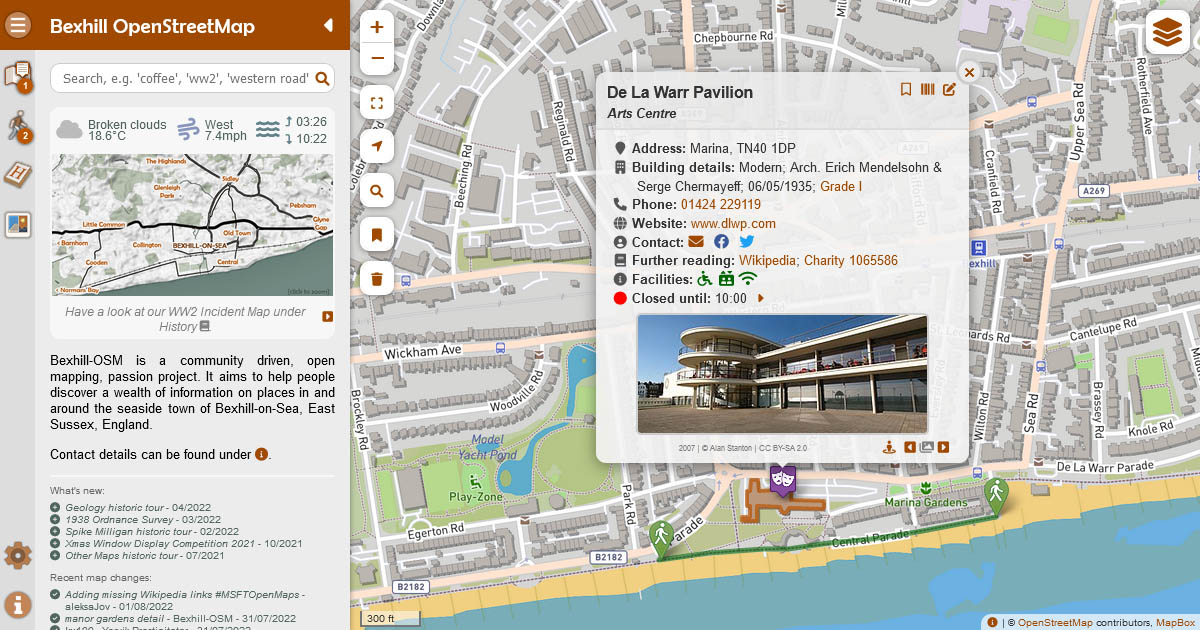 Bexhill OpenStreetMap
Search, e.g. 'coffee', 'ww2', 'western road'
1
2
Broken clouds
18.6°C
West
7.4mph
03:26
10:22
The Highlands
Sidley
Glenleigh
Park
Pebsham
Glyne
Gap
Little Common
Old Town
Barnhorn
Collington
BEXHILL-ON-SEA
Cooden
Central
Normans Bay
[click to zoom]
Have a look at our WW2 Incident Map under
History
Bexhill-OSM is a community driven, open
mapping, passion project. It aims to help people
discover a wealth of information on places in and
around the seaside town of Bexhill-on-Sea, East
Sussex, England.
Contact details can be found under
What's new:
Geology historic tour - 04/2022
1938 Ordnance Survey - 03/2022
Spike Milligan historic tour - 02/2022
Xmas Window Display Competition 2021 - 10/2021
Other Maps historic tour - 07/2021
Recent map changes:
Adding missing Wikipedia links #MSFTOpenMaps -
aleksaJov - 01/08/2022
manor gardens detail - Bexhill-OSM - 31/07/2022
De La Warr Pavilion
Arts Centre
Address: Marina, TN40 1DP
Building details: Modern; Arch. Erich Mendelsohn &
Serge Chermayeff; 06/05/1935; Grade I
Phone: 01424 229119
Website: www.dlwp.com
Contact:
Further reading: Wikipedia; Charity 1065586
Facilities:
Closed until: 10:00
2007 | © Alan Stanton | CC BY-SA 2.0
Chepbourne Rd
Reginald Rd
Beeching Rd
Upper Sea Rd
Rotherfield Ave
Cranfield Rd
A269
A269
exhill
Leonards Rd
Cantelupe Rd
Wickham Ave
Woodville Rd
Brockley Rd
Wilton Rd
Sea Rd
Brassey Rd
Knole Rd
Model
Yacht Pond
Play-Zone
Park Rd
De La Warr Parade
Marina Gardens
Egerton Rd
Parade
Central Parade
B2182
B2182
300 ft
| © OpenStreetMap contributors, MapBox